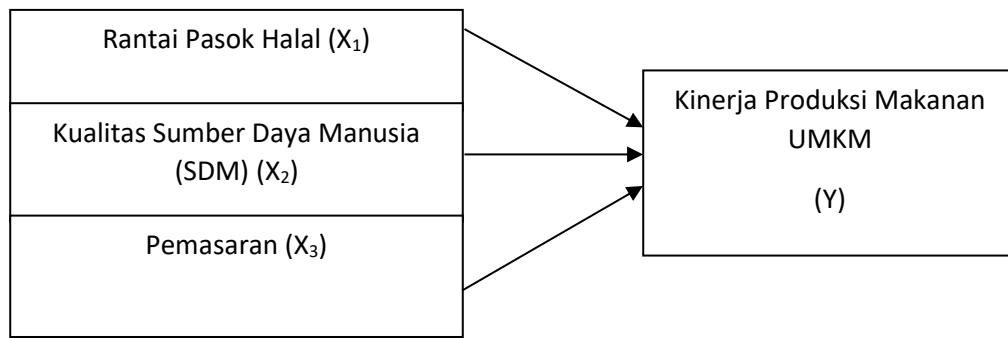 Rantai Pasok Halal (X₁)
Kualitas Sumber Daya Manusia
(SDM) (X₂)
Pemasaran (X₃)
Kinerja Produksi Makanan
UMKM
(Y)